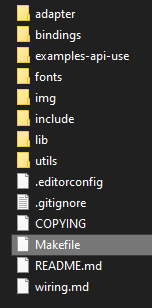 adapter
bindings
examples-api-use
fonts
img
include
lib
utils
.editorconfig
.gitignore
COPYING
Makefile
README.md
wiring.md